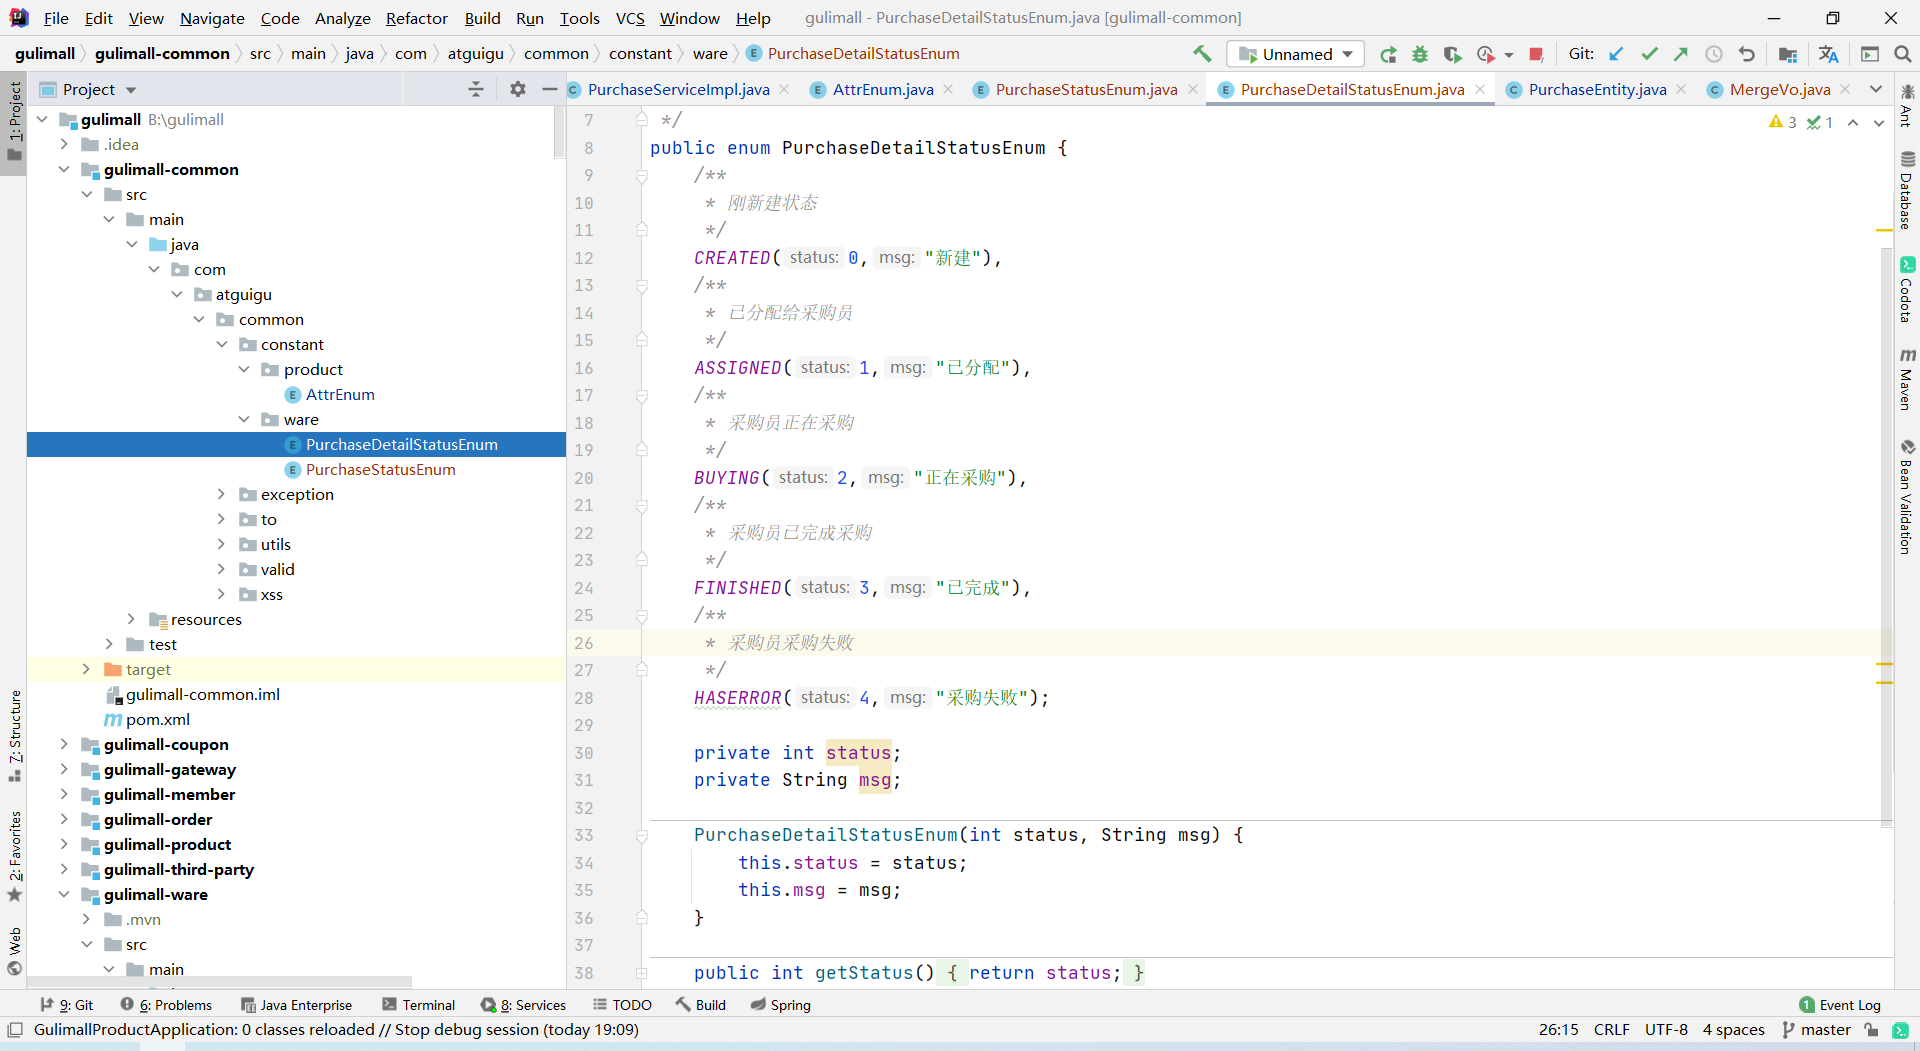 File Edit View Navigate Code Analyze Refactor Build Run Tools VCS Window Help gulimall - PurchaseDetailStatusEnum.java [gulimall-common]
gulimall gulimall-common src main java com atguigu common constant ware PurchaseDetailStatusEnum Unnamed Git:
Project
PurchaseServiceImpl.java AttrEnum.java PurchaseStatusEnum.java PurchaseDetailStatusEnum.java PurchaseEntity.java MergeVo.java
1: Project
7: Structure
2: Favorites
Web
gulimall B:\gulimall
.idea
gulimall-common
src
main
java
com
atguigu
common
constant
product
AttrEnum
ware
PurchaseDetailStatusEnum
PurchaseStatusEnum
exception
to
utils
valid
xss
resources
test
target
gulimall-common.iml
pom.xml
gulimall-coupon
gulimall-gateway
gulimall-member
gulimall-order
gulimall-product
gulimall-third-party
gulimall-ware
.mvn
src
main
3 1
7 */
8 public enum PurchaseDetailStatusEnum {
9 /**
10 * 刚新建状态
11 */
12 CREATED( status: 0, msg: "新建"),
13 /**
14 * 已分配给采购员
15 */
16 ASSIGNED( status: 1, msg: "已分配"),
17 /**
18 * 采购员正在采购
19 */
20 BUYING( status: 2, msg: "正在采购"),
21 /**
22 * 采购员已完成采购
23 */
24 FINISHED( status: 3, msg: "已完成"),
25 /**
26 * 采购员采购失败
27 */
28 HASERROR( status: 4, msg: "采购失败");
29
30 private int status;
31 private String msg;
32
33 PurchaseDetailStatusEnum(int status, String msg) {
34 this.status = status;
35 this.msg = msg;
36 }
37
38 public int getStatus() { return status; }
Ant
Database
Codota
Maven
Bean Validation
9: Git 6: Problems Java Enterprise Terminal 8: Services TODO Build Spring 1 Event Log
GulimallProductApplication: 0 classes reloaded // Stop debug session (today 19:09) 26:15 CRLF UTF-8 4 spaces master